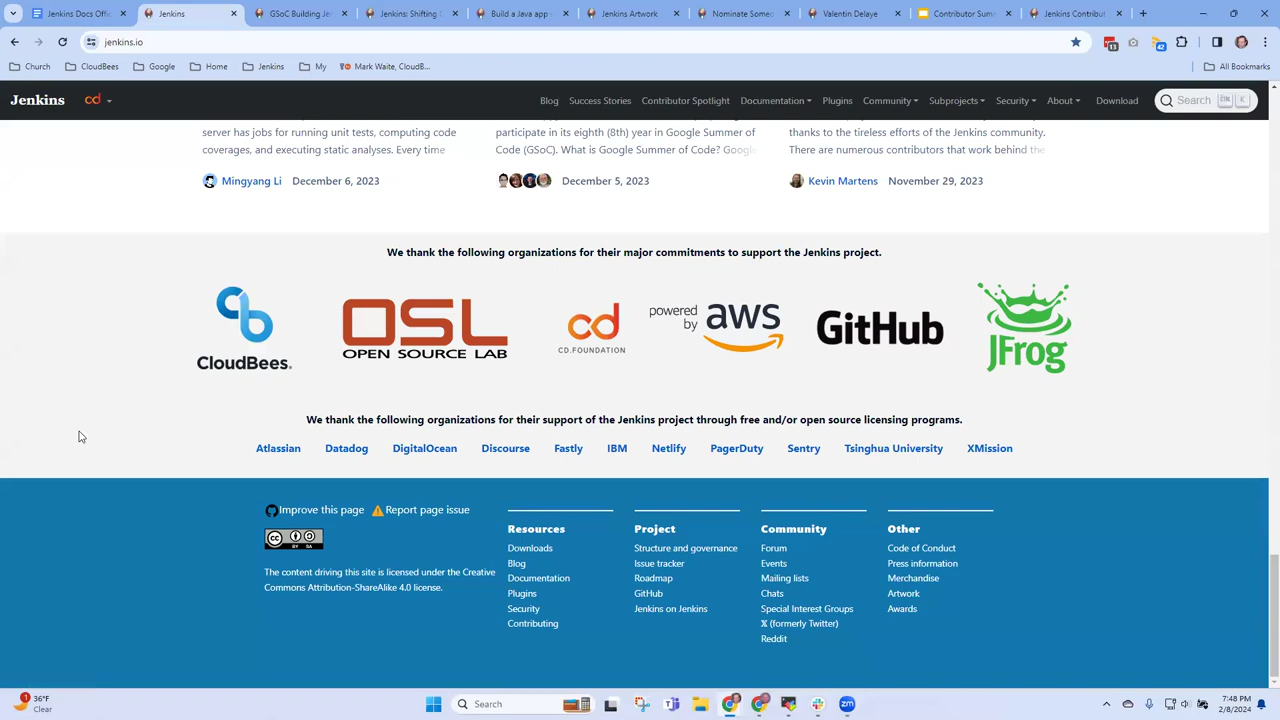 Jenkins Docs Offic
Jenkins
GSoC Building Jen
Jenkins: Shifting G
Build a Java app w
Jenkins Artwork
Nominate Someo
Valentin Delaye
Contributor Summ
Jenkins Contribut
jenkins.io
13
42
Church
CloudBees
Google
Home
Jenkins
My
Mark Waite, CloudB...
All Bookmarks
Jenkins
cd
Blog
Success Stories
Contributor Spotlight
Documentation
Plugins
Community
Subprojects
Security
About
Download
Search
K
server has jobs for running unit tests, computing code
coverages, and executing static analyses. Every time
Mingyang Li December 6, 2023
participate in its eighth (8th) year in Google Summer of
Code (GSoC). What is Google Summer of Code? Google
December 5, 2023
thanks to the tireless efforts of the Jenkins community.
There are numerous contributors that work behind the
Kevin Martens November 29, 2023
We thank the following organizations for their major commitments to support the Jenkins project.
CloudBees.
OSL
OPEN SOURCE LAB
cd
CD.FOUNDATION
powered
by
aws
GitHub
JFrog
We thank the following organizations for their support of the Jenkins project through free and/or open source licensing programs.
Atlassian Datadog DigitalOcean Discourse Fastly IBM Netlify PagerDuty Sentry Tsinghua University XMission
Improve this page Report page issue
CC BY SA
The content driving this site is licensed under the Creative
Commons Attribution-ShareAlike 4.0 license.
Resources
Downloads
Blog
Documentation
Plugins
Security
Contributing
Project
Structure and governance
Issue tracker
Roadmap
GitHub
Jenkins on Jenkins
Community
Forum
Events
Mailing lists
Chats
Special Interest Groups
X (formerly Twitter)
Reddit
Other
Code of Conduct
Press information
Merchandise
Artwork
Awards
1
36°F
Clear
Search
zm
7:48 PM
2/8/2024